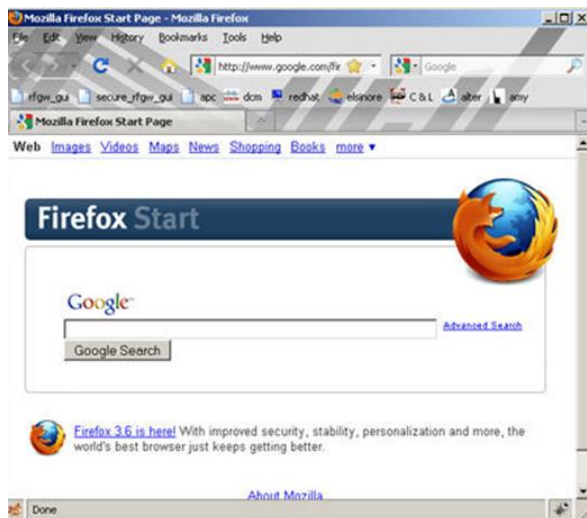 Mozilla Firefox Start Page - Mozilla Firefox
File Edit View History Bookmarks Tools Help
http://www.google.com/fir Google
rfgw_gui secure_rfgw_gui apc dcm redhat elsinore C & L alter amy
Mozilla Firefox Start Page
Web Images Videos Maps News Shopping Books more ▼
Firefox Start
Google
Advanced Search
Google Search
Firefox 3.6 is here! With improved security, stability, personalization and more, the
world's best browser just keeps getting better.
About Mozilla
Done